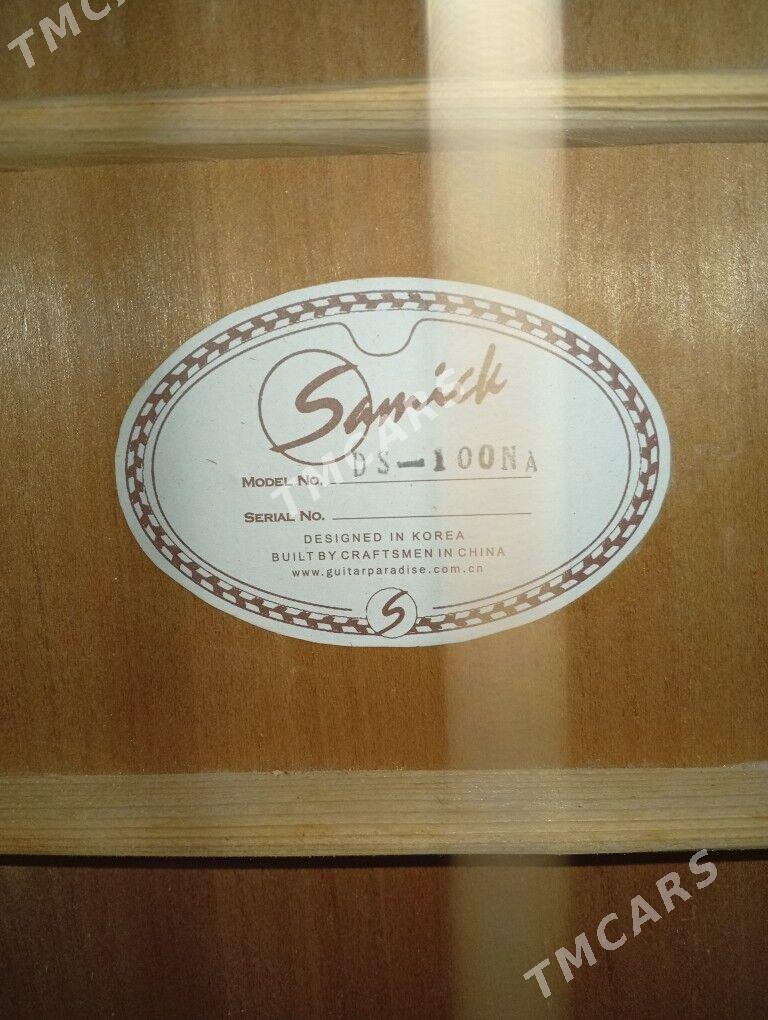 TMCARS
Samick
TMCARS
MODEL NO. DS-100NA
SERIAL NO.
DESIGNED IN KOREA
BUILT BY CRAFTSMEN IN CHINA
www.guitarparadise.com.cn
S
TMCARS